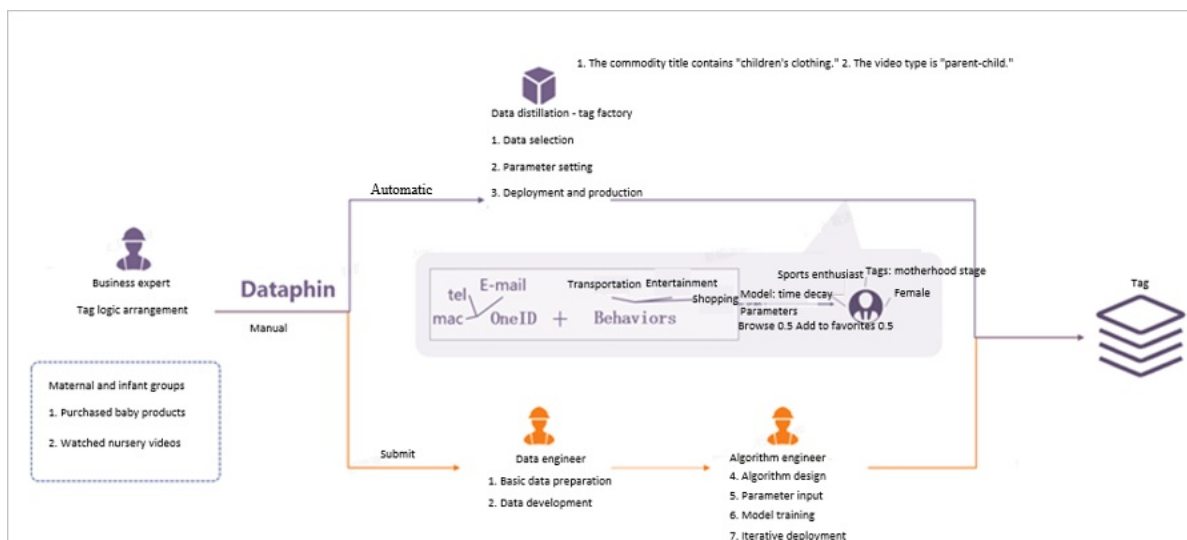 1. The commodity title contains "children's clothing." 2. The video type is "parent-child."
Data distillation - tag factory
1. Data selection
2. Parameter setting
3. Deployment and production
Automatic
Business expert
Tag logic arrangement
Dataphin
Manual
tel
E-mail
mac
OneID
+
Behaviors
Transportation
Entertainment
Shopping
Model: time decay
Parameters
Browse 0.5 Add to favorites 0.5
Sports enthusiast
Tags: motherhood stage
Female
Tag
Maternal and infant groups
1. Purchased baby products
2. Watched nursery videos
Submit
Data engineer
1. Basic data preparation
2. Data development
Algorithm engineer
4. Algorithm design
5. Parameter input
6. Model training
7. Iterative deployment